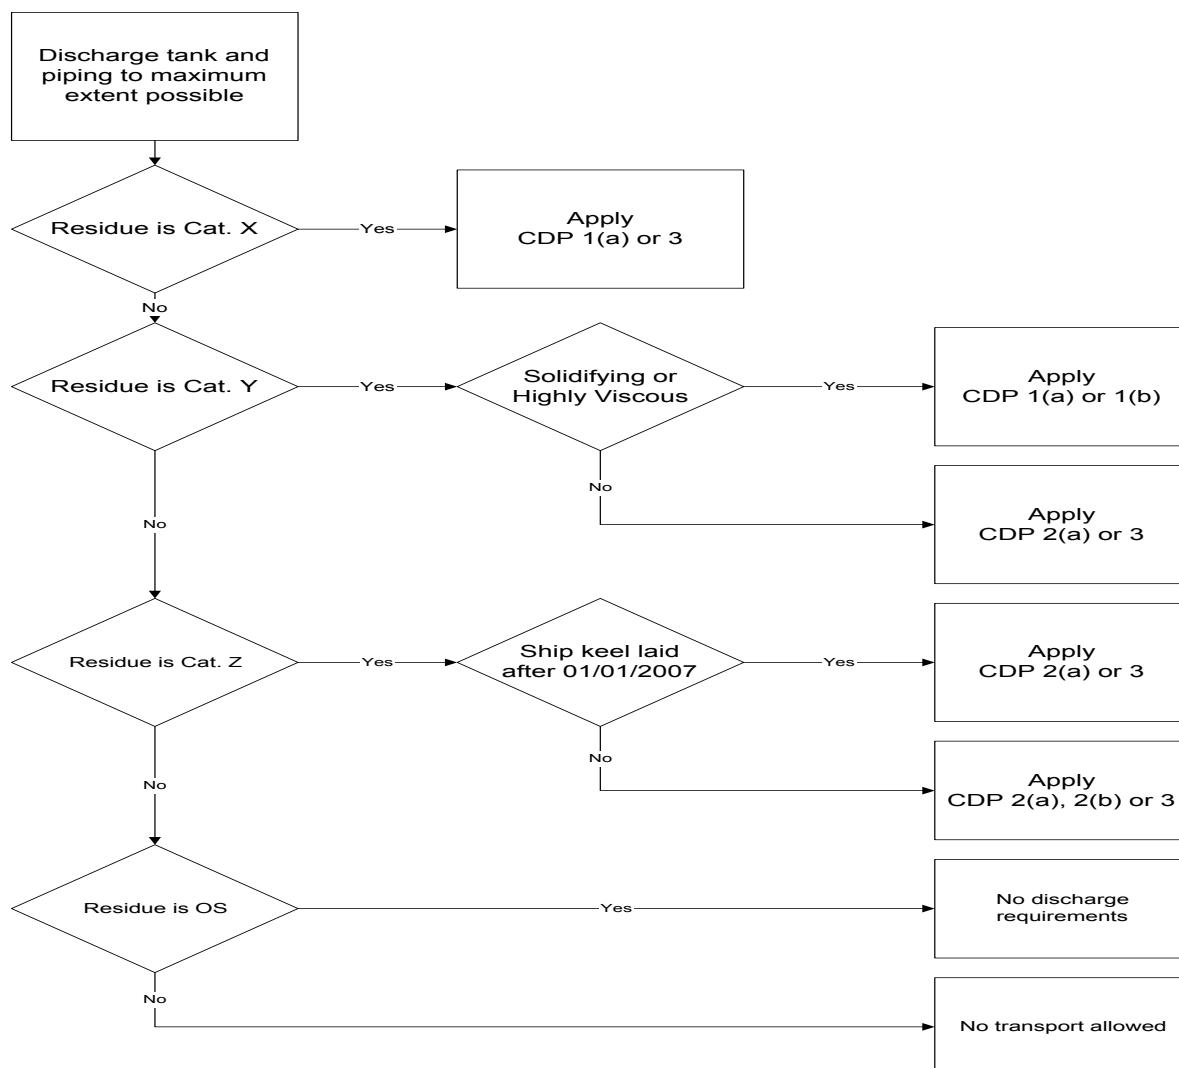 Discharge tank and
piping to maximum
extent possible
Residue is Cat. X
Yes
Apply
CDP 1(a) or 3
No
Residue is Cat. Y
Yes
Solidifying or
Highly Viscous
Yes
Apply
CDP 1(a) or 1(b)
No
Apply
CDP 2(a) or 3
No
Residue is Cat. Z
Yes
Ship keel laid
after 01/01/2007
Yes
Apply
CDP 2(a) or 3
No
Apply
CDP 2(a), 2(b) or 3
No
Residue is OS
Yes
No discharge
requirements
No
No transport allowed